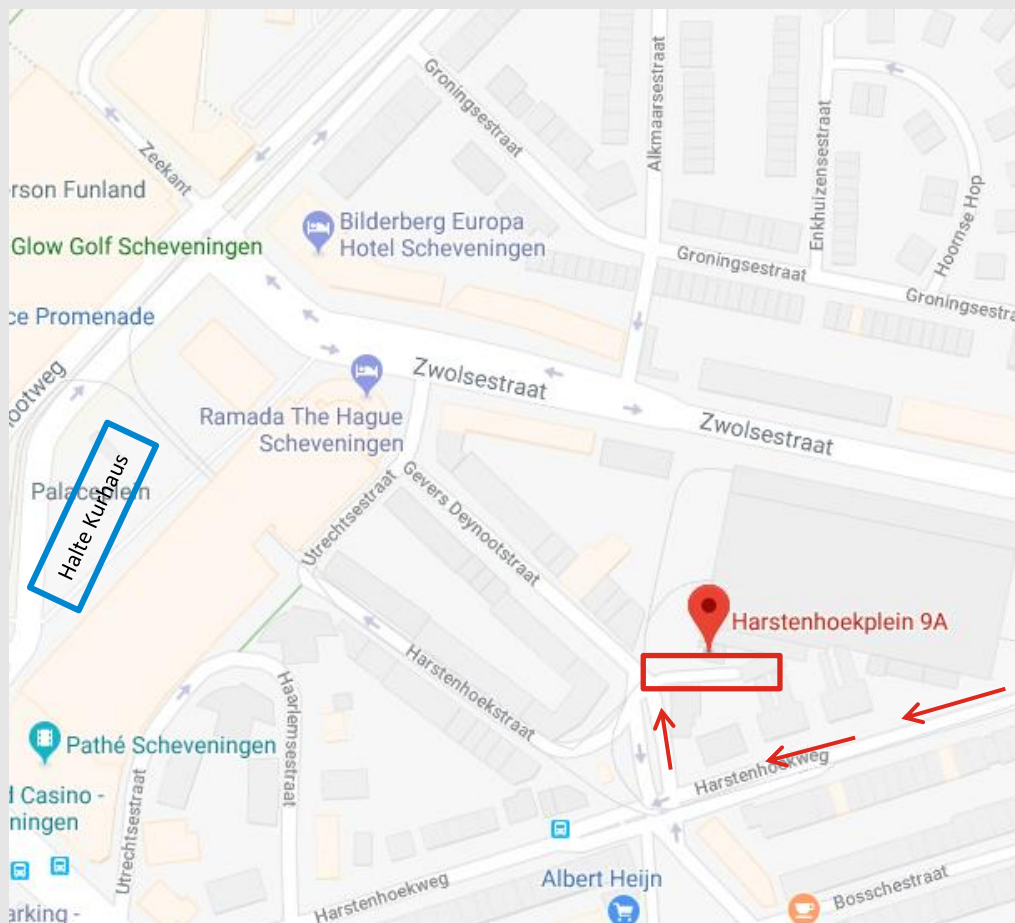 Groningsestraat
Alkmaarsestraat
Enkhuizensestraat
Hoornse Hop
Zeekant
rson Funland
Bilderberg Europa
Hotel Scheveningen
Glow Golf Scheveningen
Groningsestraat
Groningsestra
ce Promenade
ootweg
Zwolsestraat
Ramada The Hague
Scheveningen
Zwolsestraat
Palaceplein
Halte Kurhaus
Utrechtsestraat
Gevers Deynootstraat
Harstenhoekplein 9A
Harstenhoekstraat
Haarlemsestraat
Pathé Scheveningen
Harstenhoekweg
d Casino -
ningen
Utrechtsestraat
Harstenhoekweg
Albert Heijn
Bosschestraat
arking -